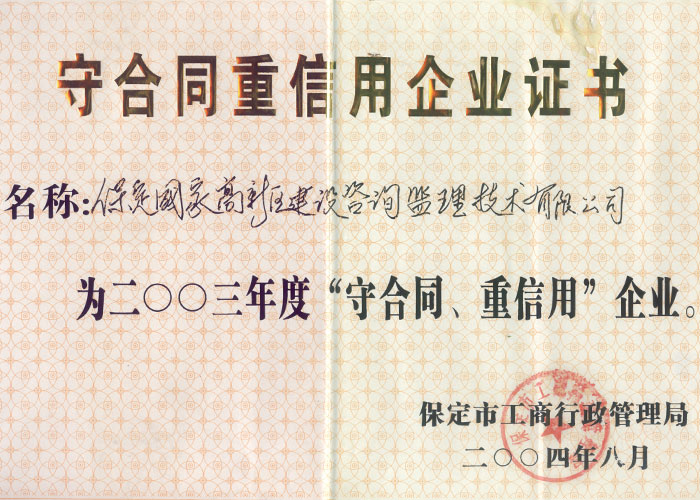 守合同重信用企业证书
名称:保定國家高新区建设咨询监理技术有限公司
为二〇〇三年度“守合同、重信用”企业。
保定市工商行政管理局
二〇〇四年八月